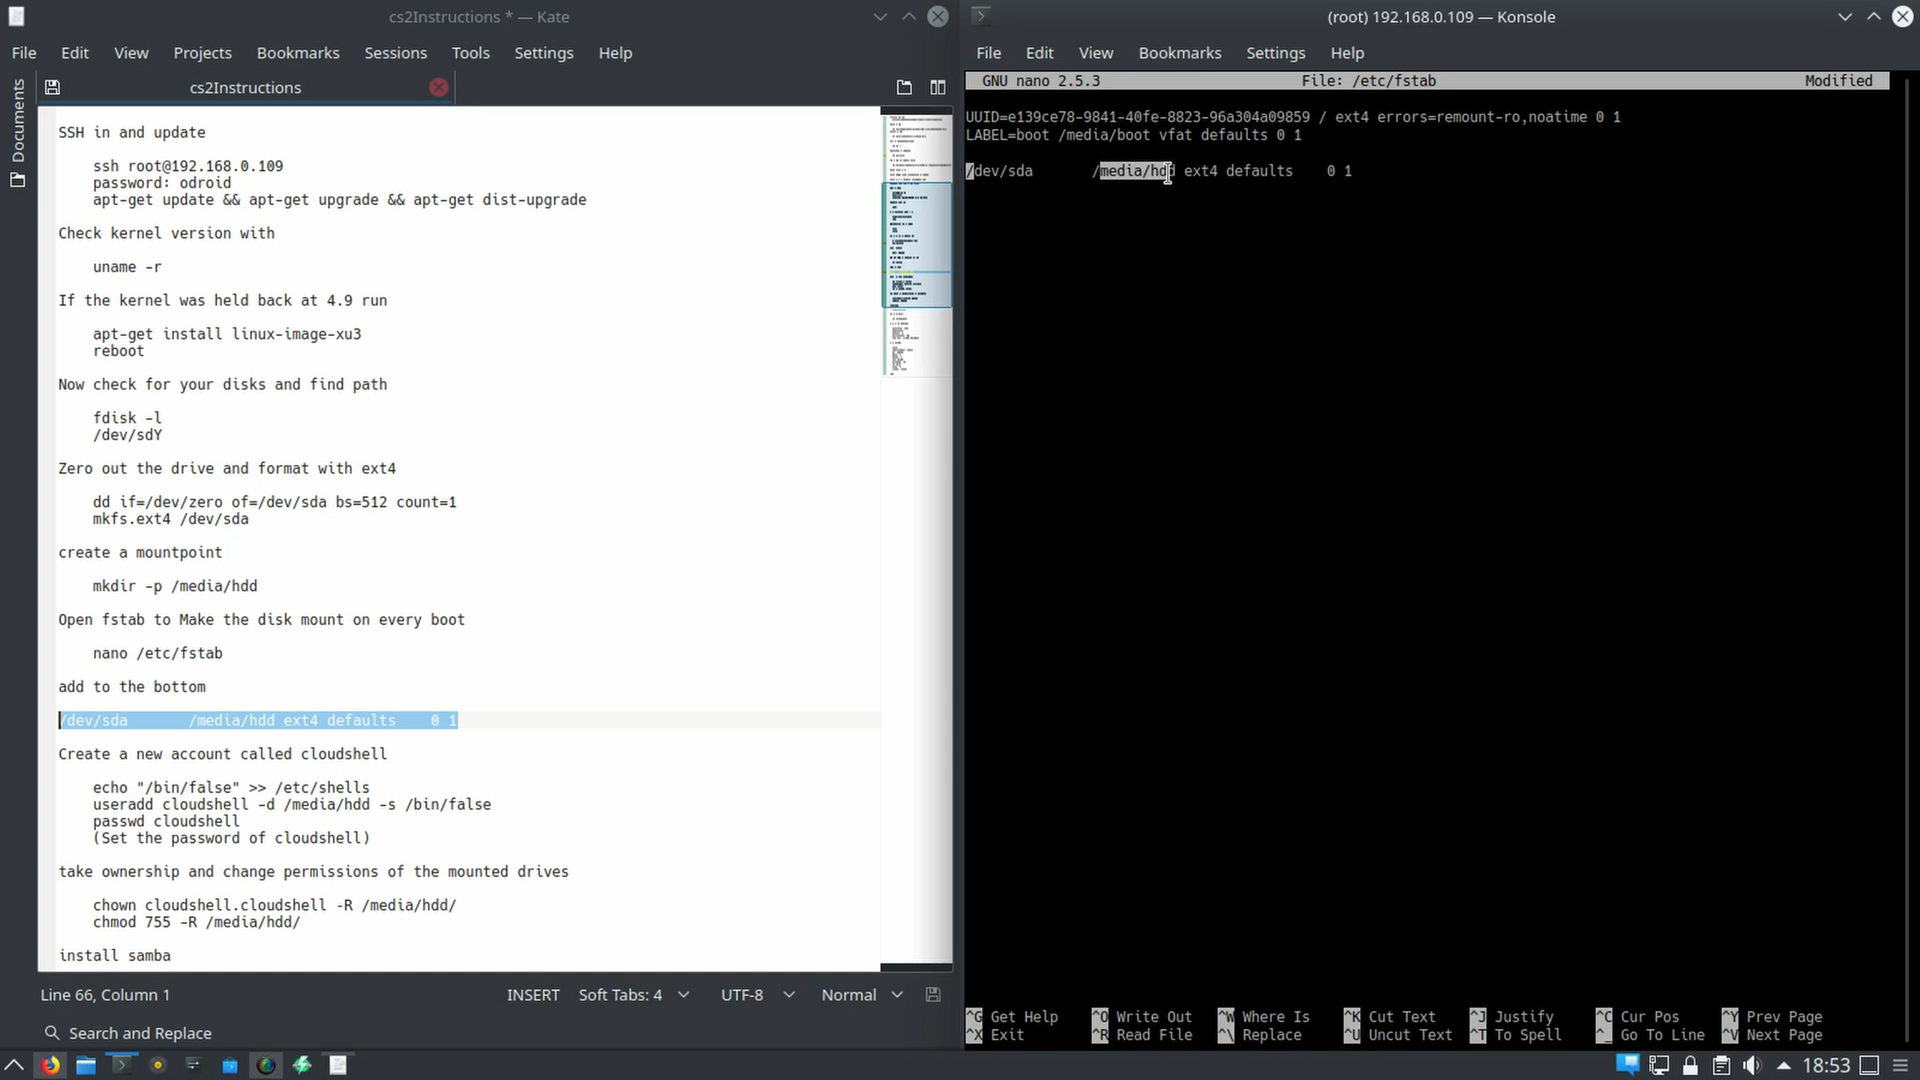 cs2Instructions * — Kate
File Edit View Projects Bookmarks Sessions Tools Settings Help
Documents
cs2Instructions
SSH in and update
ssh root@192.168.0.109
password: odroid
apt-get update && apt-get upgrade && apt-get dist-upgrade
Check kernel version with
uname -r
If the kernel was held back at 4.9 run
apt-get install linux-image-xu3
reboot
Now check for your disks and find path
fdisk -l
/dev/sdY
Zero out the drive and format with ext4
dd if=/dev/zero of=/dev/sda bs=512 count=1
mkfs.ext4 /dev/sda
create a mountpoint
mkdir -p /media/hdd
Open fstab to Make the disk mount on every boot
nano /etc/fstab
add to the bottom
/dev/sda       /media/hdd ext4 defaults    0 1
Create a new account called cloudshell
echo "/bin/false" >> /etc/shells
useradd cloudshell -d /media/hdd -s /bin/false
passwd cloudshell
(Set the password of cloudshell)
take ownership and change permissions of the mounted drives
chown cloudshell.cloudshell -R /media/hdd/
chmod 755 -R /media/hdd/
install samba
Line 66, Column 1 INSERT Soft Tabs: 4 UTF-8 Normal
Search and Replace
(root) 192.168.0.109 — Konsole
File Edit View Bookmarks Settings Help
GNU nano 2.5.3 File: /etc/fstab Modified
UUID=e139ce78-9841-40fe-8823-96a304a09859 / ext4 errors=remount-ro,noatime 0 1
LABEL=boot /media/boot vfat defaults 0 1
/dev/sda       /media/hdd ext4 defaults    0 1
^G Get Help ^O Write Out ^W Where Is ^K Cut Text ^J Justify ^C Cur Pos ^Y Prev Page
^X Exit ^R Read File ^\ Replace ^U Uncut Text ^T To Spell ^_ Go To Line ^V Next Page
18:53